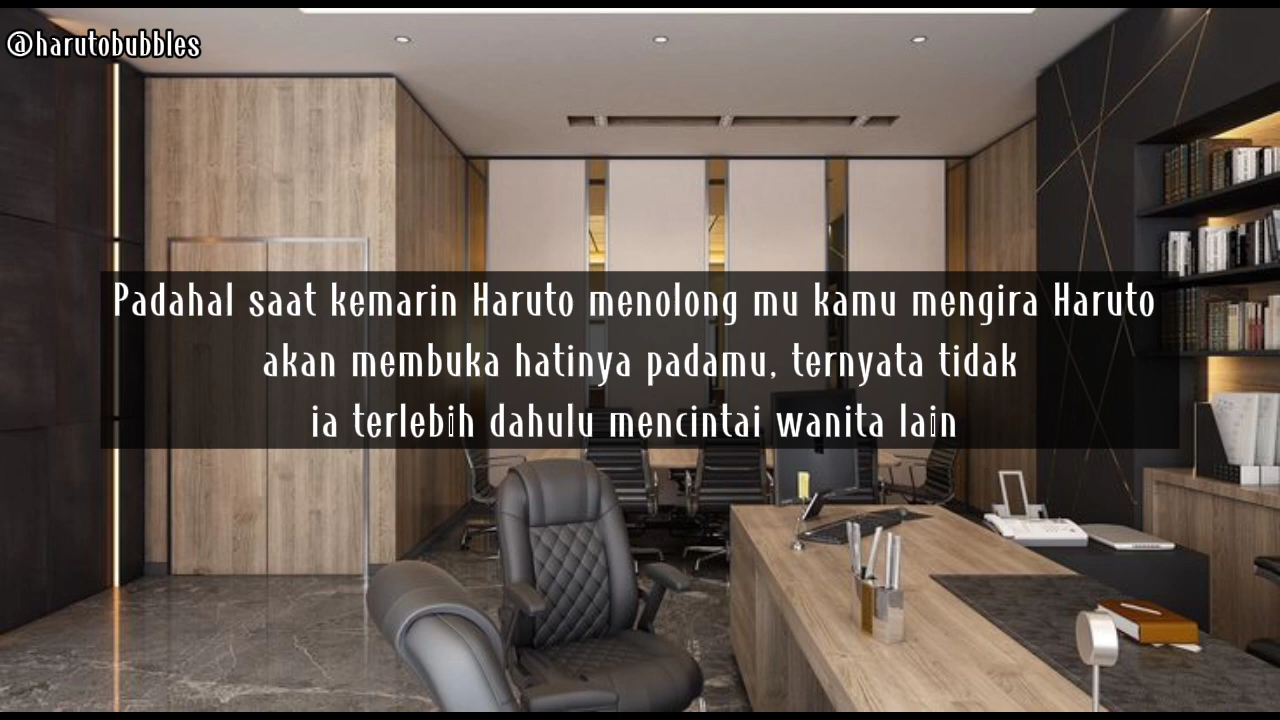 @harutobubbles
Padahal saat kemarin Haruto menolong mu kamu mengira Haruto
akan membuka hatinya padamu, ternyata tidak
ia terlebih dahulu mencintai wanita lain